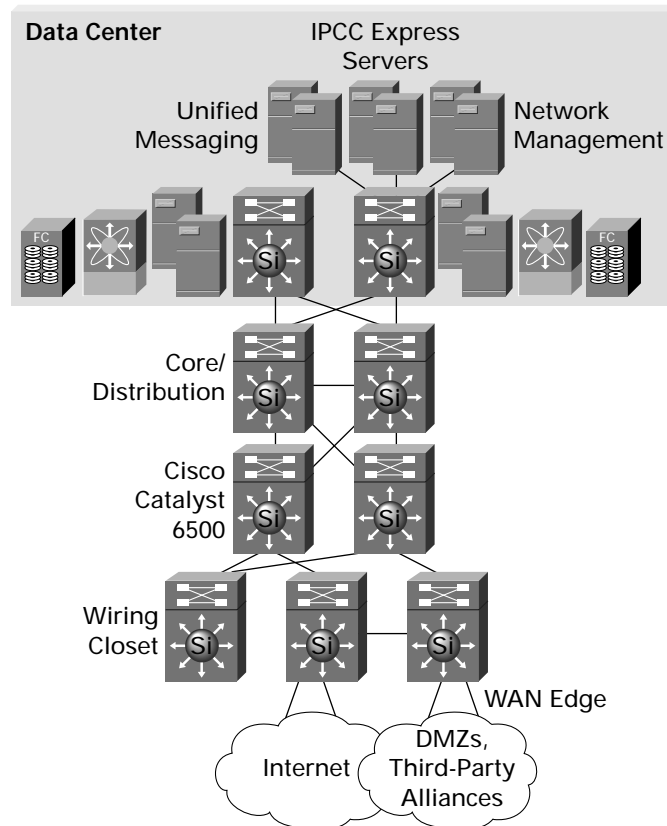 Data Center
IPCC Express
Servers
Unified
Messaging
Network
Management
FC
FC
Si
Si
Core/
Distribution
Si
Si
Cisco
Catalyst
6500
Si
Si
Wiring
Closet
Si
Si
Si
WAN Edge
Internet
DMZs,
Third-Party
Alliances